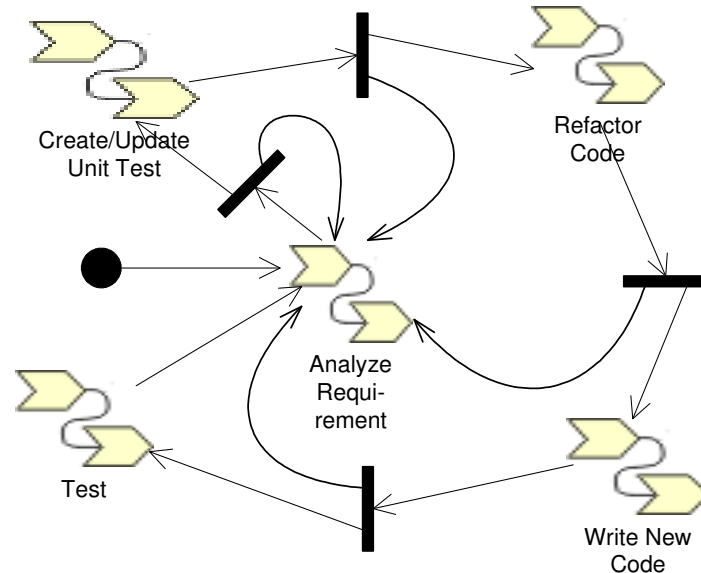 Create/Update
Unit Test
Refactor
Code
Analyze
Requi-
rement
Test
Write New
Code